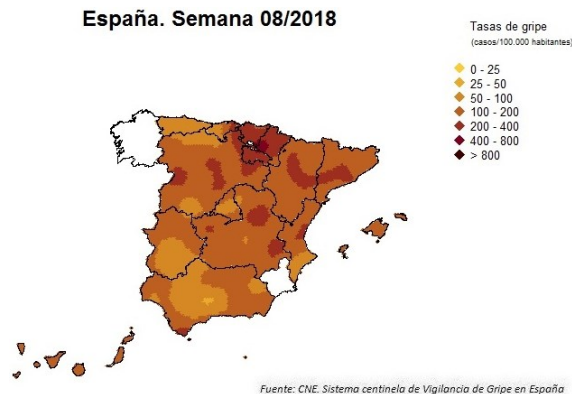 España. Semana 08/2018
Tasas de gripe
(casos/100.000 habitantes)
0 - 25
25 - 50
50 - 100
100 - 200
200 - 400
400 - 800
> 800
Fuente: CNE. Sistema centinela de Vigilancia de Gripe en España